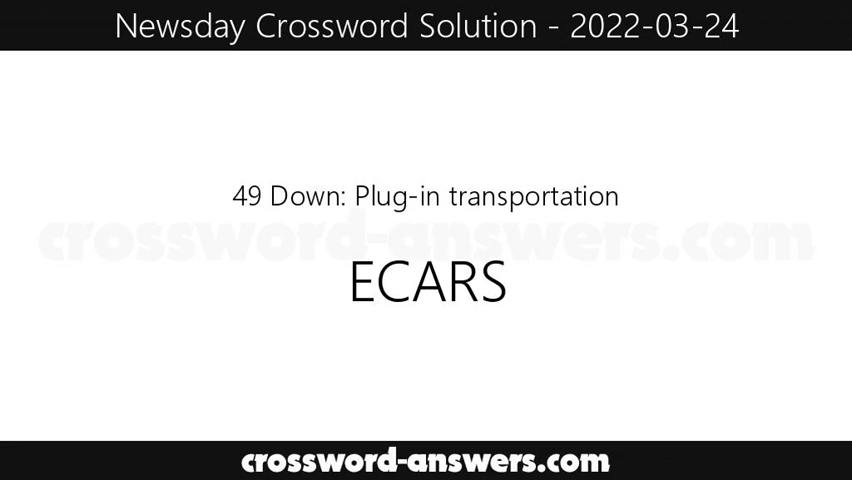 Newsday Crossword Solution - 2022-03-24
49 Down: Plug-in transportation
crossword-answers.com
ECARS
crossword-answers.com